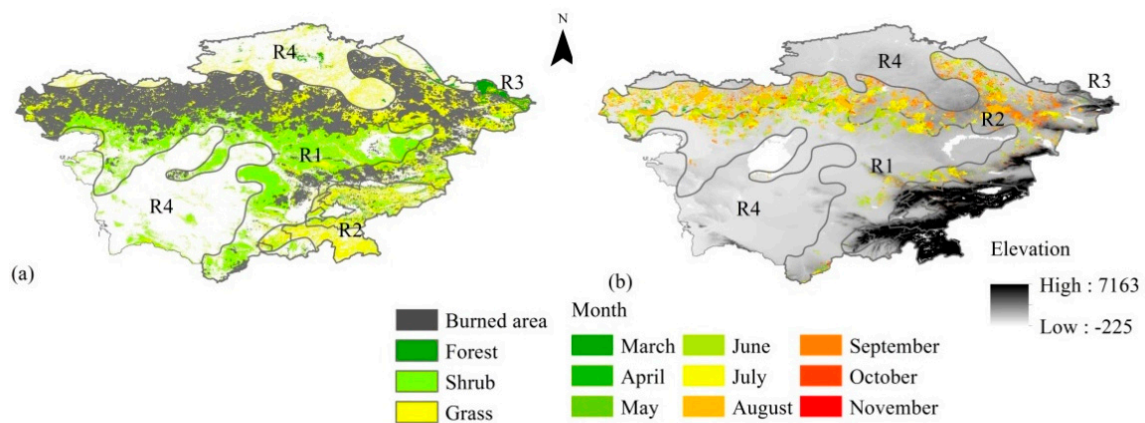 N
R4
R3
R1
R4
R2
(a)
R4
R3
R2
R1
R4
(b)
Elevation
High : 7163
Low : -225
Burned area
Forest
Shrub
Grass
Month
March
April
May
June
July
August
September
October
November